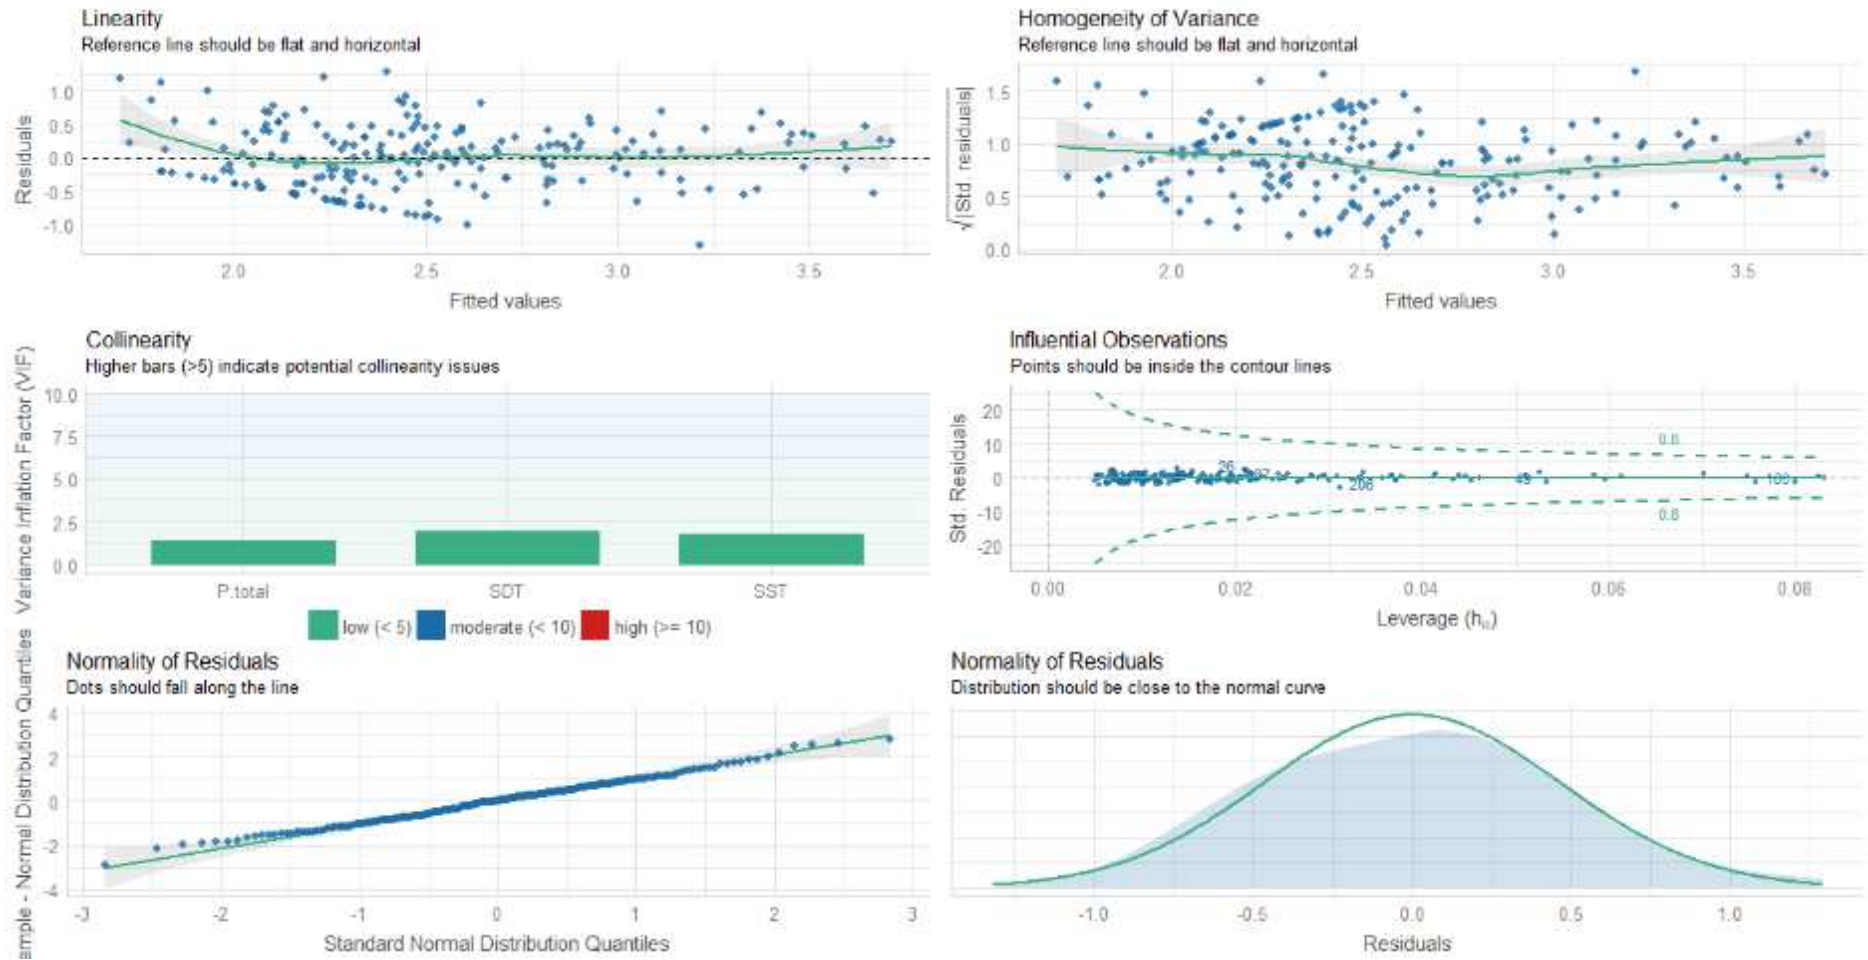 Linearity
Reference line should be flat and horizontal
Residuals
1.0
0.5
0.0
-0.5
-1.0
2.0 2.5 3.0 3.5
Fitted values
Homogeneity of Variance
Reference line should be flat and horizontal
√|Std. residuals|
1.5
1.0
0.5
0.0
2.0 2.5 3.0 3.5
Fitted values
Collinearity
Higher bars (>5) indicate potential collinearity issues
Variance Inflation Factor (VIF)
10.0
7.5
5.0
2.5
0.0
P.total SDT SST
low (< 5) moderate (< 10) high (>= 10)
Influential Observations
Points should be inside the contour lines
Std. Residuals
20
10
0
-10
-20
0.8
26
206
49
0.8
0.00 0.02 0.04 0.06 0.08
Leverage (hᵢᵢ)
Normality of Residuals
Dots should fall along the line
ample - Normal Distribution Quantiles
4
2
0
-2
-4
-3 -2 -1 0 1 2 3
Standard Normal Distribution Quantiles
Normality of Residuals
Distribution should be close to the normal curve
-1.0 -0.5 0.0 0.5 1.0
Residuals